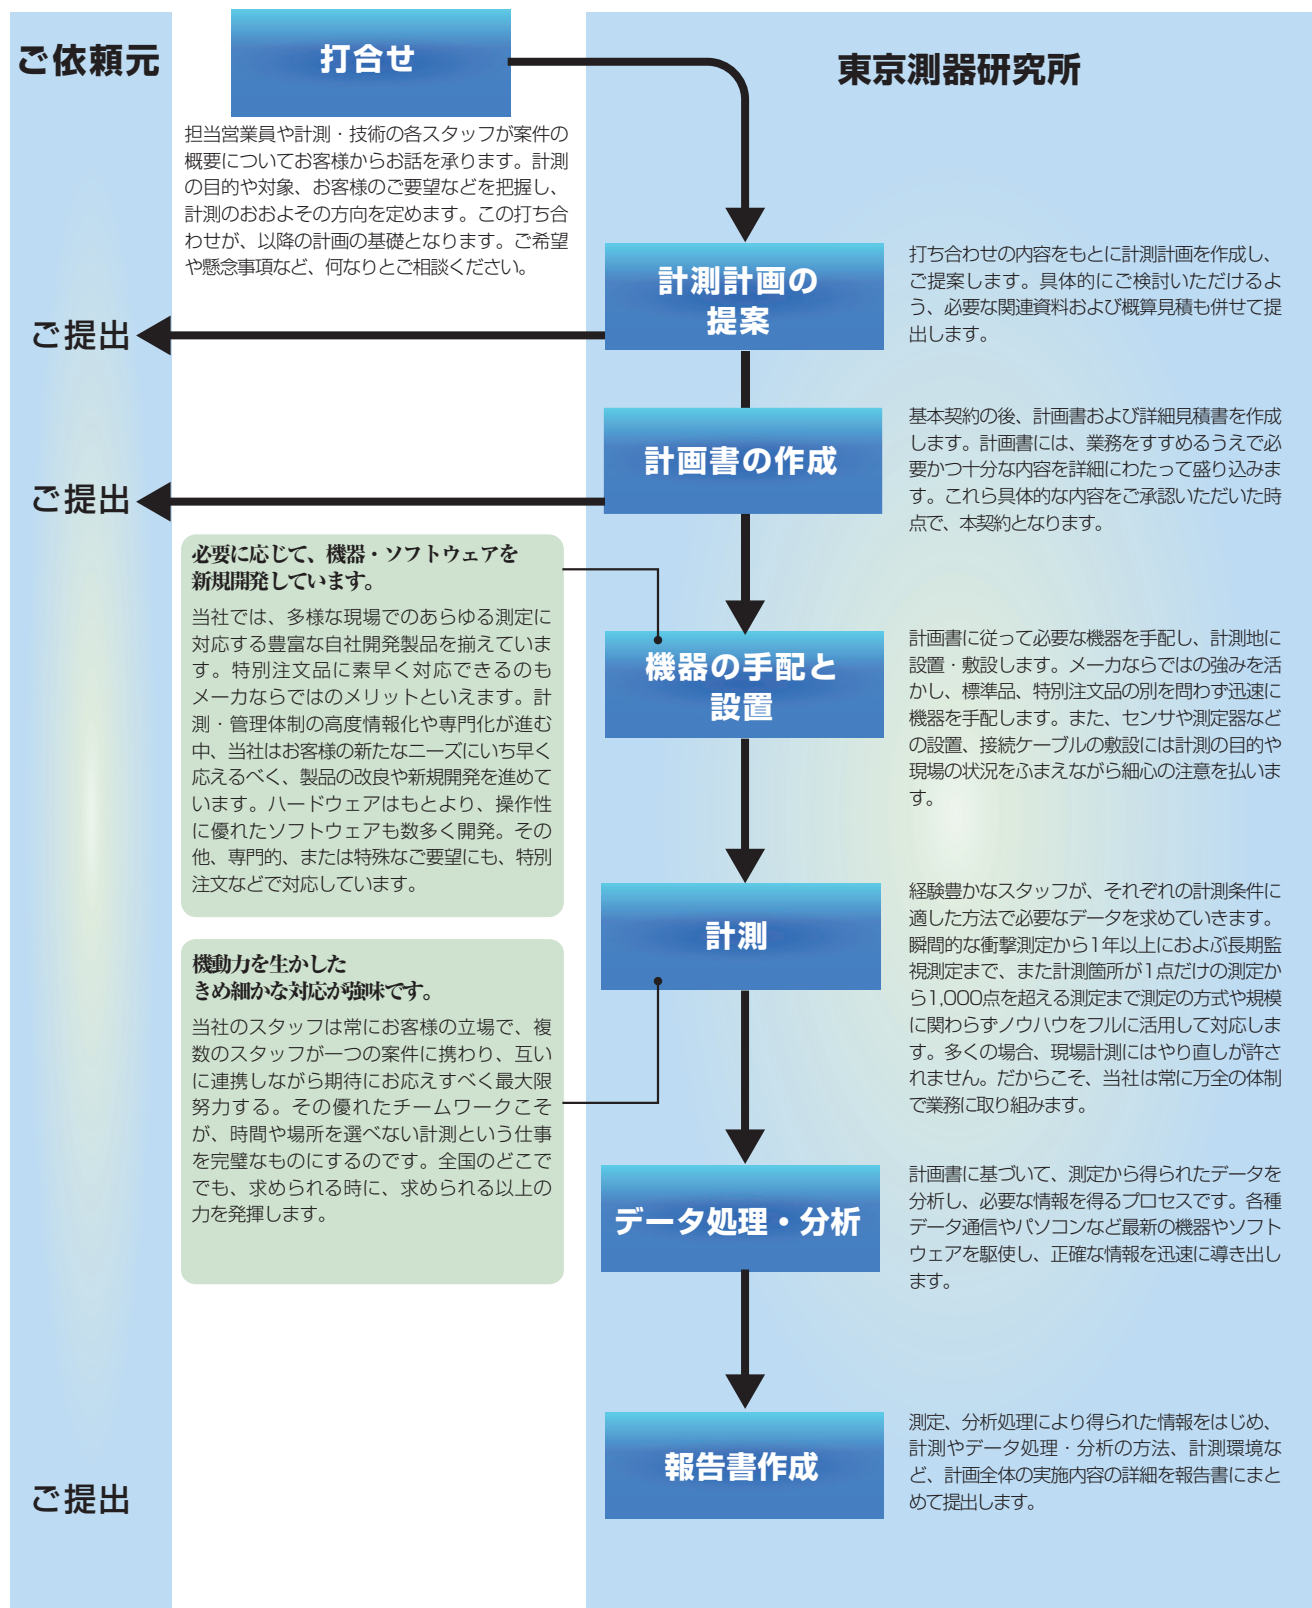 ご依頼元
打合せ
東京測器研究所
担当営業員や計測・技術の各スタッフが案件の
概要についてお客様からお話を承ります。計測
の目的や対象、お客様のご要望などを把握し、
計測のおおよその方向を定めます。この打ち合
わせが、以降の計画の基礎となります。ご希望
や懸念事項など、何なりとご相談ください。
計測計画の
提案
打ち合わせの内容をもとに計測計画を作成し、
ご提案します。具体的にご検討いただけるよ
う、必要な関連資料および概算見積も併せて提
出します。
ご提出
計画書の作成
基本契約の後、計画書および詳細見積書を作成
します。計画書には、業務をすすめるうえで必
要かつ十分な内容を詳細にわたって盛り込みま
す。これら具体的な内容をご承認いただいた時
点で、本契約となります。
ご提出
必要に応じて、機器・ソフトウェアを
新規開発しています。
当社では、多様な現場でのあらゆる測定に
対応する豊富な自社開発製品を揃えていま
す。特別注文品に素早く対応できるのも
メーカならではのメリットといえます。計
測・管理体制の高度情報化や専門化が進む
中、当社はお客様の新たなニーズにいち早く
応えるべく、製品の改良や新規開発を進めて
います。ハードウェアはもとより、操作性
に優れたソフトウェアも数多く開発。その
他、専門的、または特殊なご要望にも、特別
注文などで対応しています。
機器の手配と
設置
計画書に従って必要な機器を手配し、計測地に
設置・敷設します。メーカならではの強みを活
かし、標準品、特別注文品の別を問わず迅速に
機器を手配します。また、センサや測定器など
の設置、接続ケーブルの敷設には計測の目的や
現場の状況をふまえながら細心の注意を払いま
す。
計測
経験豊かなスタッフが、それぞれの計測条件に
適した方法で必要なデータを求めていきます。
瞬間的な衝撃測定から1年以上におよぶ長期監
視測定まで、また計測箇所が1点だけの測定か
ら1,000点を超える測定まで測定の方式や規模
に関わらずノウハウをフルに活用して対応しま
す。多くの場合、現場計測にはやり直しが許さ
れません。だからこそ、当社は常に万全の体制
で業務に取り組みます。
機動力を生かした
きめ細かな対応が強味です。
当社のスタッフは常にお客様の立場で、複
数のスタッフが一つの案件に携わり、互い
に連携しながら期待にお応えすべく最大限
努力する。その優れたチームワークこそ
が、時間や場所を選べない計測という仕事
を完璧なものにするのです。全国のどこで
でも、求められる時に、求められる以上の
力を発揮します。
データ処理・分析
計画書に基づいて、測定から得られたデータを
分析し、必要な情報を得るプロセスです。各種
データ通信やパソコンなど最新の機器やソフト
ウェアを駆使し、正確な情報を迅速に導き出し
ます。
報告書作成
測定、分析処理により得られた情報をはじめ、
計測やデータ処理・分析の方法、計測環境な
ど、計画全体の実施内容の詳細を報告書にまと
めて提出します。
ご提出